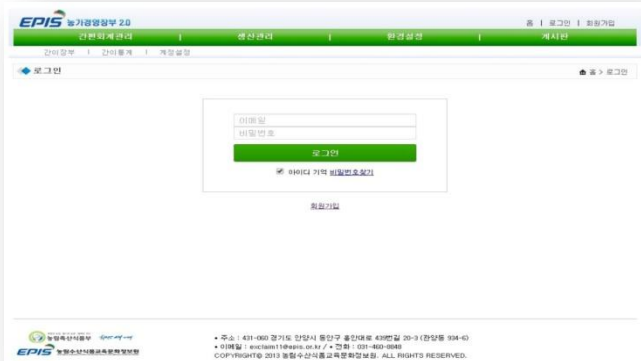 EPIS 농가경영장부 2.0
홈 | 로그인 | 회원가입
간편회계관리 | 생산관리 | 환경설정 | 게시판
간이장부 | 간이통계 | 계정설정
로그인
홈 > 로그인
이메일
비밀번호
로그인
아이디 기억 비밀번호찾기
회원가입
농림축산식품부
EPIS 농림수산식품교육문화정보원
• 주소 : 431-060 경기도 안양시 동안구 흥안대로 439번길 20-3 (관양동 934-6)
• 이메일 : exclaim11@epis.or.kr / • 전화 : 031-460-8848
COPYRIGHT© 2013 농림수산식품교육문화정보원. ALL RIGHTS RESERVED.